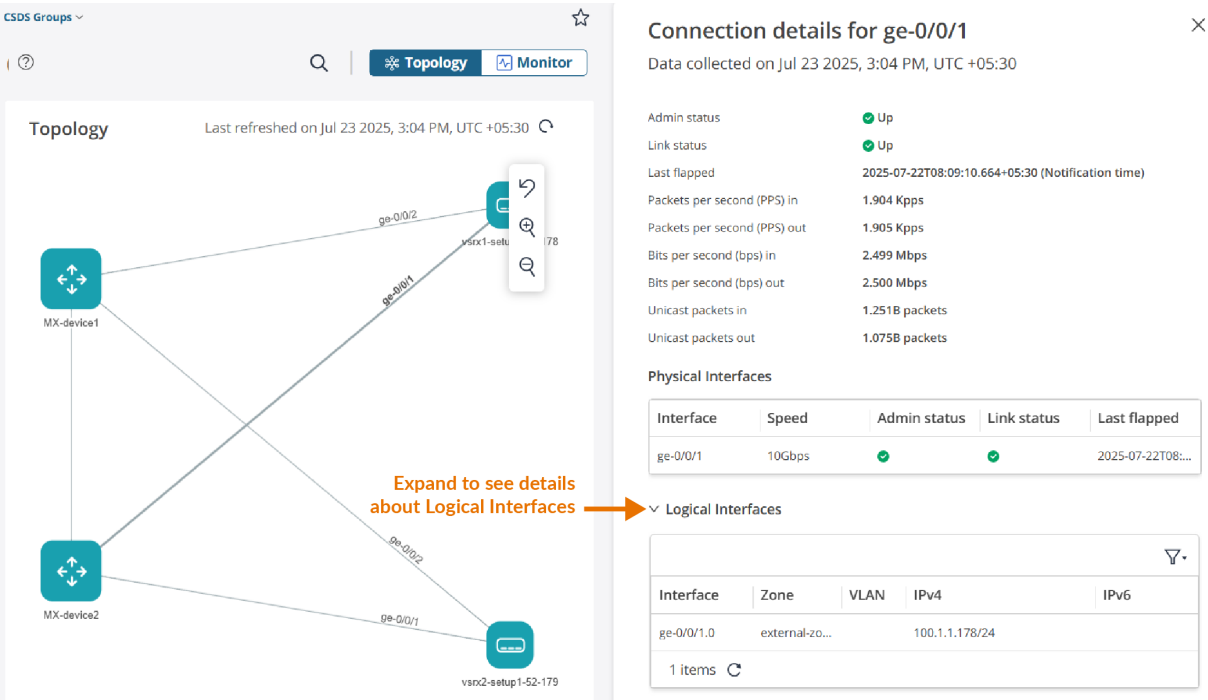 CSDS Groups
Topology
Monitor
Topology
Last refreshed on Jul 23 2025, 3:04 PM, UTC +05:30
ge-0/0/2
vsrx1-setu
178
ge-0/0/1
MX-device1
ge-0/0/2
MX-device2
ge-0/0/1
vsrx2-setup1-52-179
Expand to see details
about Logical Interfaces
Connection details for ge-0/0/1
Data collected on Jul 23 2025, 3:04 PM, UTC +05:30
Admin status Up
Link status Up
Last flapped 2025-07-22T08:09:10.664+05:30 (Notification time)
Packets per second (PPS) in 1.904 Kpps
Packets per second (PPS) out 1.905 Kpps
Bits per second (bps) in 2.499 Mbps
Bits per second (bps) out 2.500 Mbps
Unicast packets in 1.251B packets
Unicast packets out 1.075B packets
Physical Interfaces
Interface Speed Admin status Link status Last flapped
ge-0/0/1 10Gbps 2025-07-22T08:...
Logical Interfaces
Interface Zone VLAN IPv4 IPv6
ge-0/0/1.0 external-zo... 100.1.1.178/24
1 items